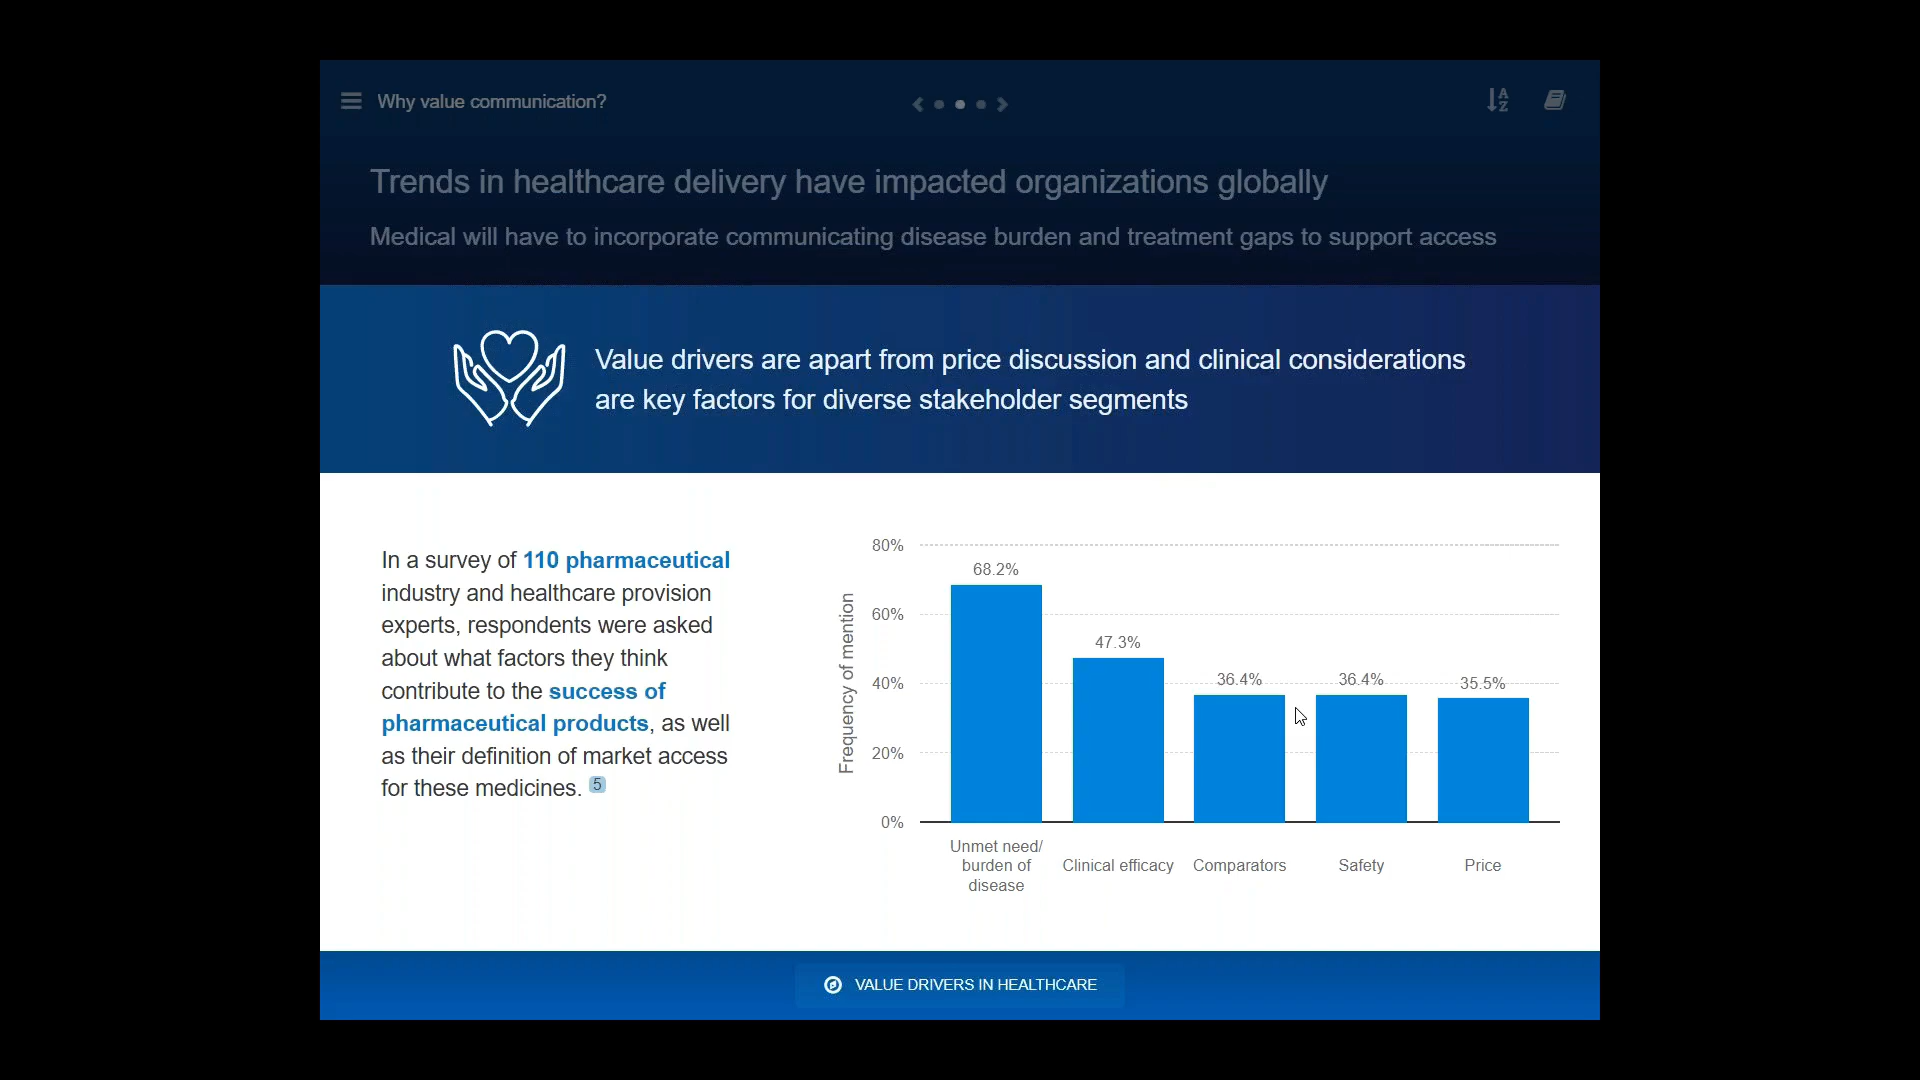 Why value communication?
Trends in healthcare delivery have impacted organizations globally
Medical will have to incorporate communicating disease burden and treatment gaps to support access
Value drivers are apart from price discussion and clinical considerations
are key factors for diverse stakeholder segments
In a survey of 110 pharmaceutical
industry and healthcare provision
experts, respondents were asked
about what factors they think
contribute to the success of
pharmaceutical products, as well
as their definition of market access
for these medicines. 5
Frequency of mention
80%
60%
40%
20%
0%
68.2%
47.3%
36.4%
36.4%
35.5%
Unmet need/
burden of
disease
Clinical efficacy
Comparators
Safety
Price
VALUE DRIVERS IN HEALTHCARE